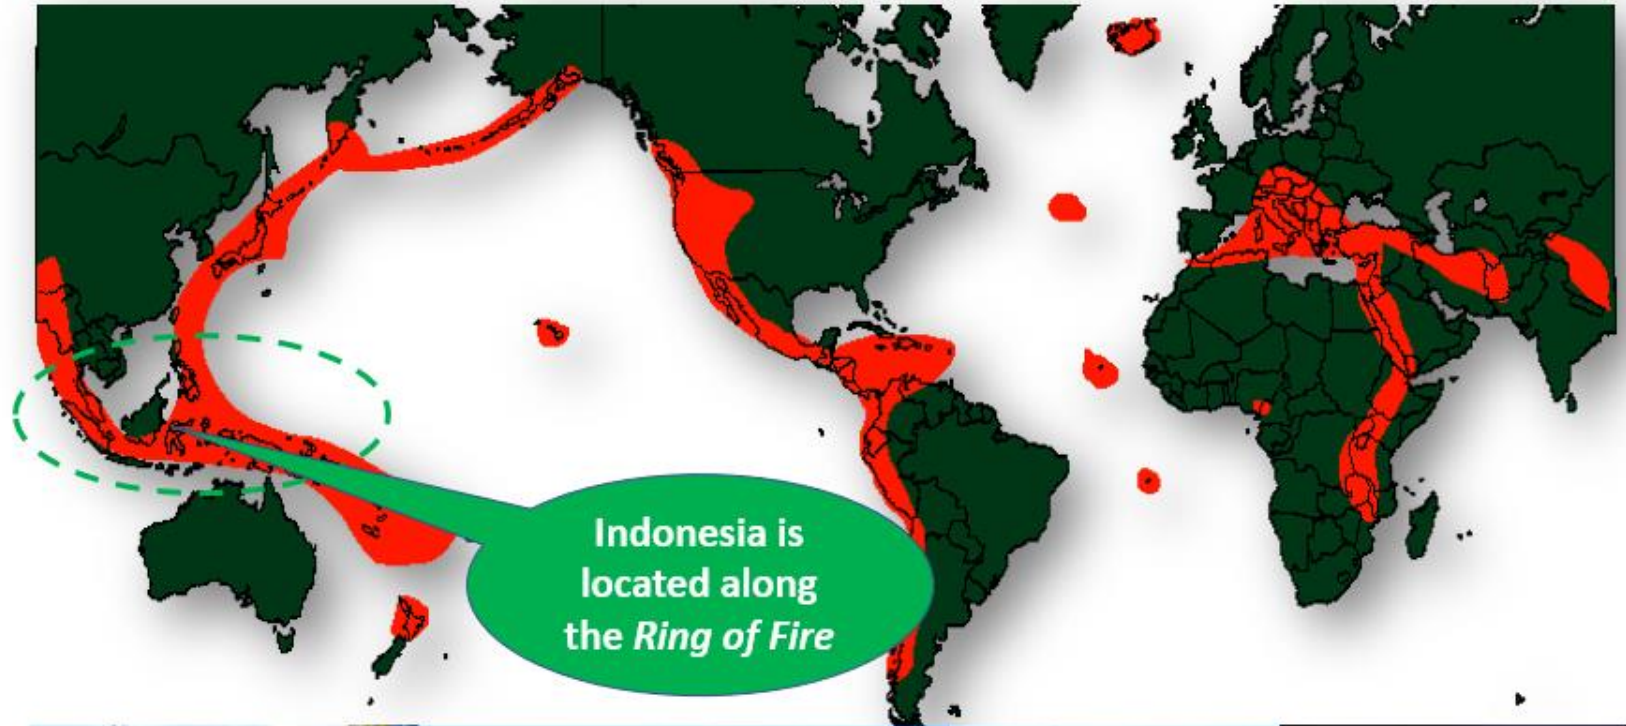 Indonesia is
located along
the Ring of Fire